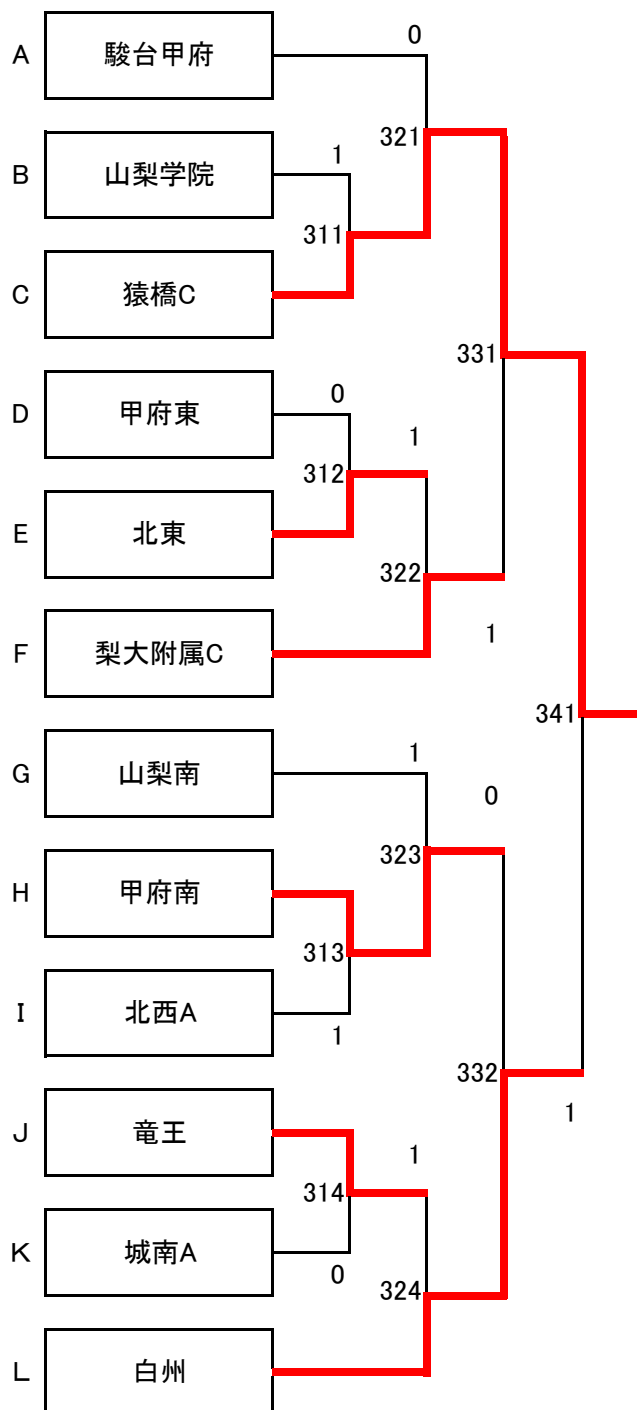 0
A 駿台甲府
321
1
B 山梨学院
311
C 猿橋C
331
0
D 甲府東
1
312
E 北東
322
1
F 梨大附属C
341
1
G 山梨南
0
323
H 甲府南
313
I 北西A
1
332
1
J 竜王
1
314
K 城南A
0
324
L 白州